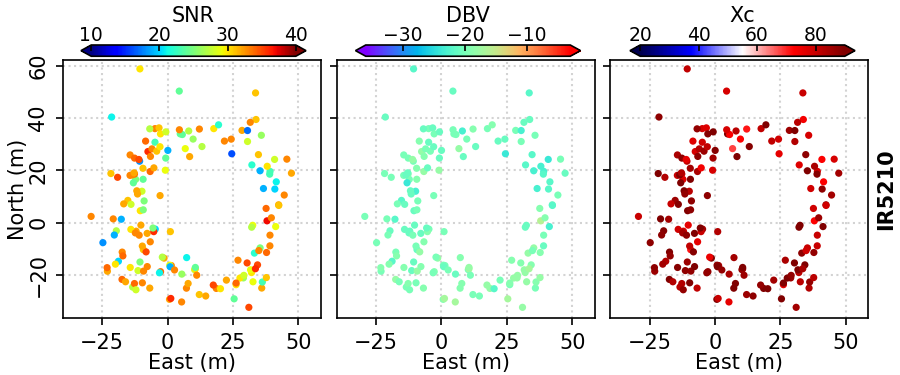 SNR DBV Xc
10 20 30 40 −30 −20 −10 20 40 60 80
60
40
20
0
−20
North (m)
IR5210
−25 0 25 50 −25 0 25 50 −25 0 25 50
East (m) East (m) East (m)